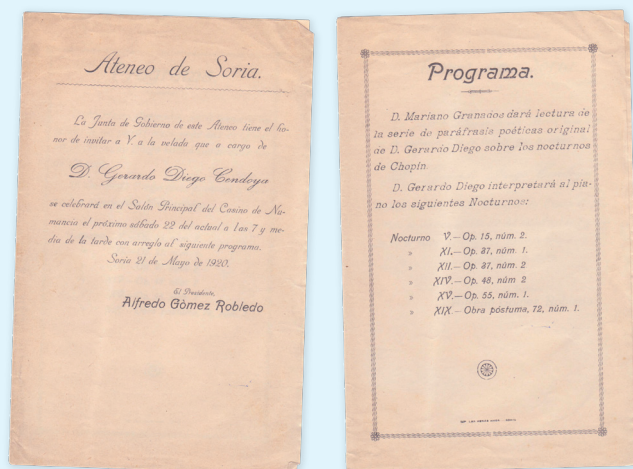 Ateneo de Soria.
La Junta de Gobierno de este Ateneo tiene el ho-
nor de invitar a V. a la velada que a cargo de
D. Gerardo Diego Cendoya
se celebrará en el Salón Principal del Casino de Nu-
mancia el próximo sábado 22 del actual a las 7 y me-
dia de la tarde con arreglo al siguiente programa.
Soria 21 de Mayo de 1920.
El Presidente,
Alfredo Gòmez Robledo
Programa.
D. Mariano Granados dará lectura de
la serie de paráfrasis poéticas original
de D. Gerardo Diego sobre los nocturnos
de Chopín.
D. Gerardo Diego interpretará al pia-
no los siguientes Nocturnos:
Nocturno V.—Op. 15, núm. 2.
» XI.—Op. 37, núm. 1.
» XII.—Op. 37, núm. 2
» XIV.—Op. 48, núm. 2
» XV.—Op. 55, núm. 1.
» XIX.—Obra póstuma, 72, núm. 1.